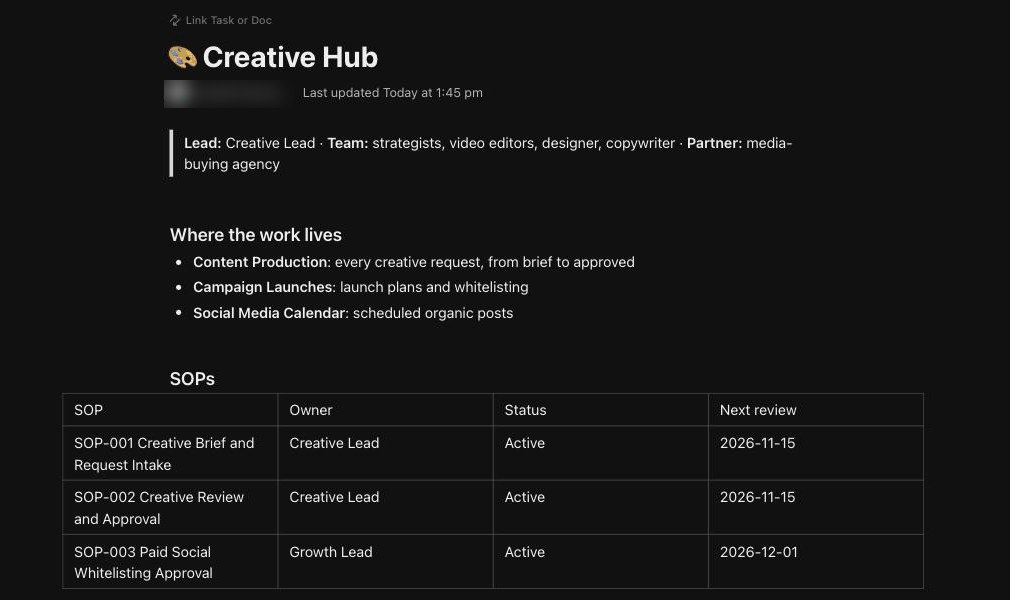 Link Task or Doc
Creative Hub
Last updated Today at 1:45 pm
Lead: Creative Lead · Team: strategists, video editors, designer, copywriter · Partner: media-
buying agency
Where the work lives
• Content Production: every creative request, from brief to approved
• Campaign Launches: launch plans and whitelisting
• Social Media Calendar: scheduled organic posts
SOPs
SOP Owner Status Next review
SOP-001 Creative Brief and Creative Lead Active 2026-11-15
Request Intake
SOP-002 Creative Review Creative Lead Active 2026-11-15
and Approval
SOP-003 Paid Social Growth Lead Active 2026-12-01
Whitelisting Approval